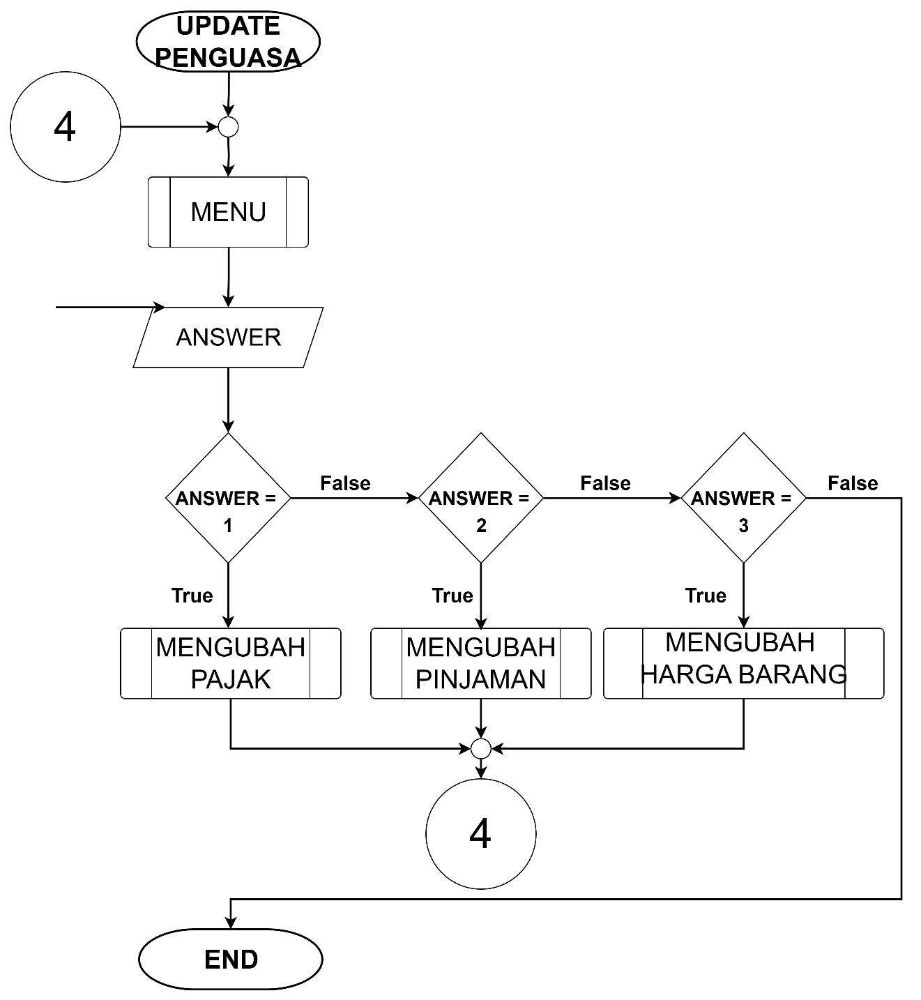 UPDATE
PENGUASA
4
MENU
ANSWER
False
False
False
ANSWER =
1
ANSWER =
2
ANSWER =
3
True
True
True
MENGUBAH
PAJAK
MENGUBAH
PINJAMAN
MENGUBAH
HARGA BARANG
4
END